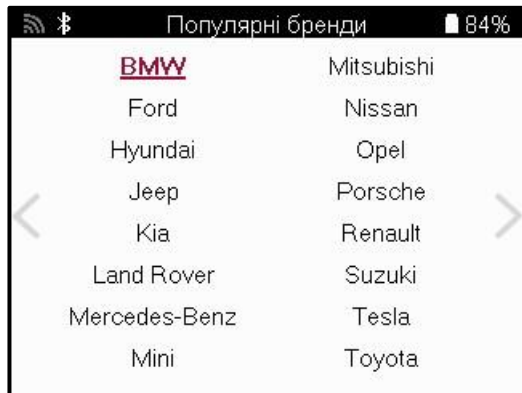 Популярні бренди 84%
BMW
Ford
Hyundai
Jeep
Kia
Land Rover
Mercedes-Benz
Mini
Mitsubishi
Nissan
Opel
Porsche
Renault
Suzuki
Tesla
Toyota